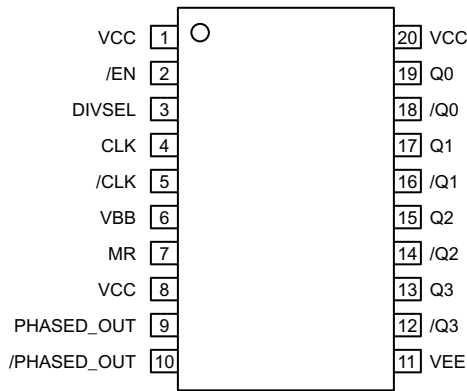 VCC 1 20 VCC
/EN 2 19 Q0
DIVSEL 3 18 /Q0
CLK 4 17 Q1
/CLK 5 16 /Q1
VBB 6 15 Q2
MR 7 14 /Q2
VCC 8 13 Q3
PHASED_OUT 9 12 /Q3
/PHASED_OUT 10 11 VEE